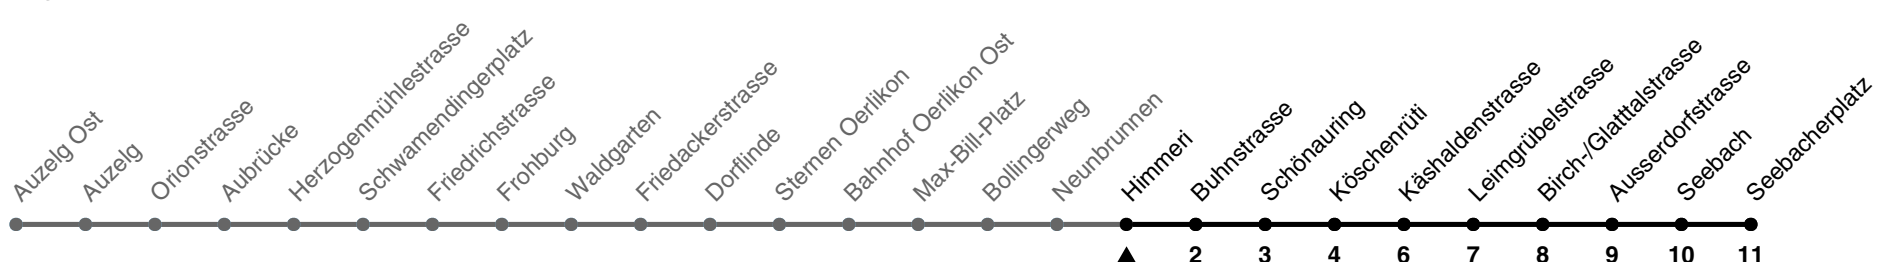 Auzelg Ost
Auzelg
Orionstrasse
Aubrücke
Herzogenmühlestrasse
Schwamendingerplatz
Friedrichstrasse
Frohburg
Waldgarten
Friedackerstrasse
Dorflinde
Sternen Oerlikon
Bahnhof Oerlikon Ost
Max-Bill-Platz
Bollingerweg
Neunbrunnen
Himmeri
Buhnstrasse
Schönauring
Köschenrüti
Käshaldenstrasse
Leimgrübelstrasse
Birch-/Glatttalstrasse
Ausserdorfstrasse
Seebach
Seebacherplatz
2 3 4 6 7 8 9 10 11